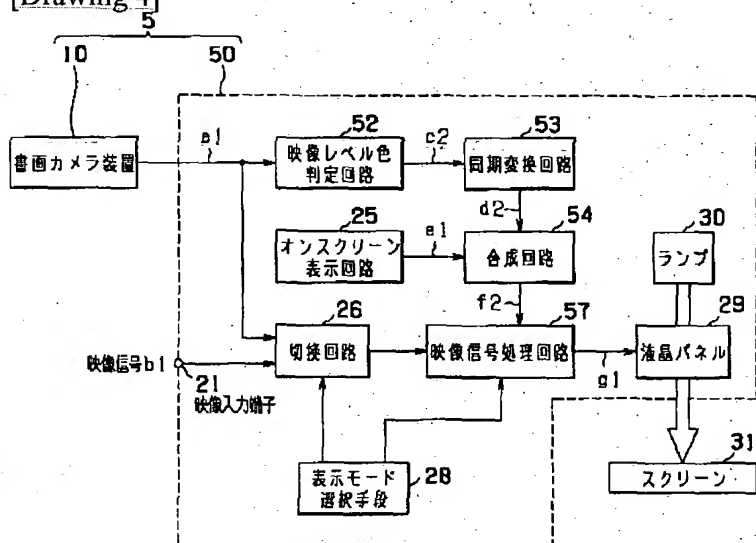 [Drawing 4]
5
10
50
書画カメラ装置
a1
52
映像レベル色
判定回路
c2
53
同期変換回路
d2
25
オンスクリーン
表示回路
e1
54
合成回路
30
ランプ
f2
26
切換回路
57
映像信号処理回路
g1
29
液晶パネル
映像信号b1
21
映像入力端子
表示モード
選択手段
28
31
スクリーン